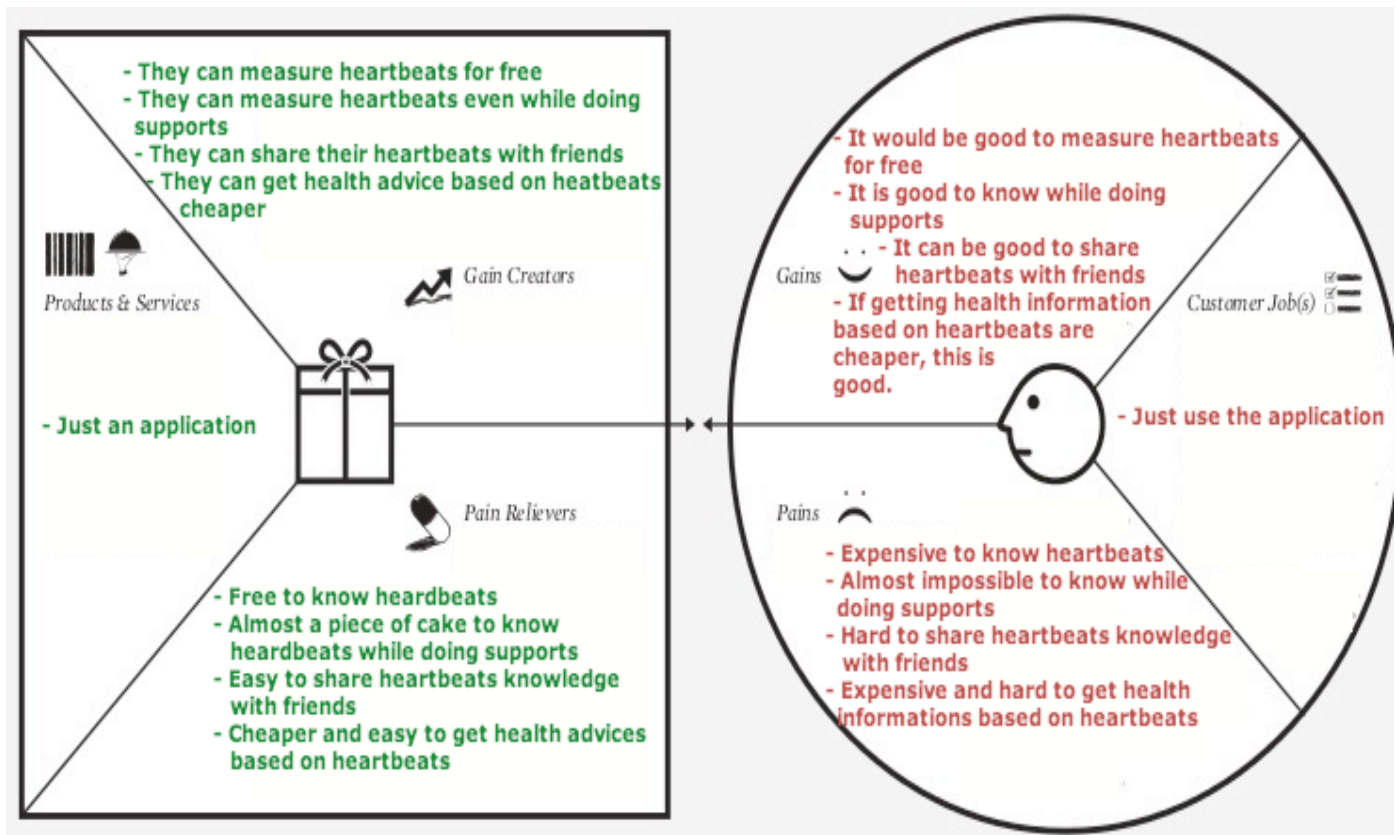 - They can measure heartbeats for free
- They can measure heartbeats even while doing
supports
- They can share their heartbeats with friends
- They can get health advice based on heatbeats
cheaper
Products & Services
Gain Creators
- Just an application
Pain Relievers
- Free to know heardbeats
- Almost a piece of cake to know
heardbeats while doing supports
- Easy to share heartbeats knowledge
with friends
- Cheaper and easy to get health advices
based on heartbeats
- It would be good to measure heartbeats
for free
- It is good to know while doing
supports
- It can be good to share
heartbeats with friends
Gains
- If getting health information
based on heartbeats are
cheaper, this is
good.
Customer Job(s)
- Just use the application
Pains
- Expensive to know heartbeats
- Almost impossible to know while
doing supports
- Hard to share heartbeats knowledge
with friends
- Expensive and hard to get health
informations based on heartbeats